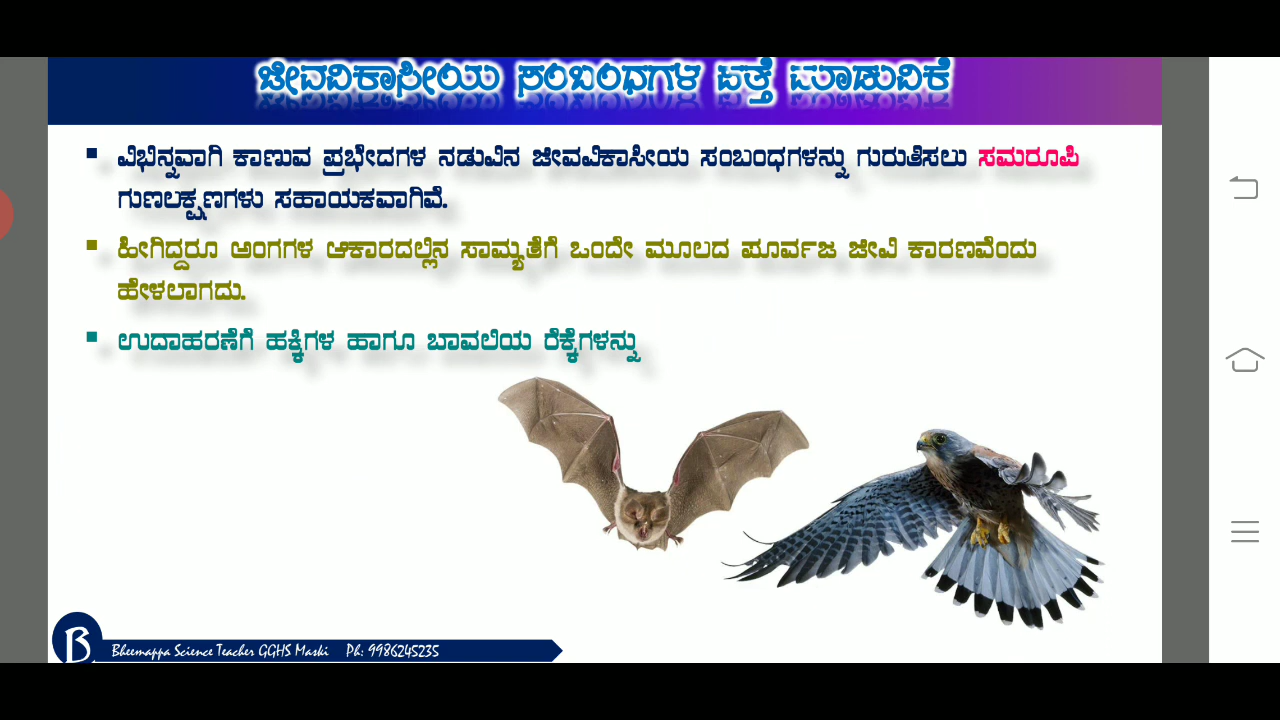 ಜೀವವಿಕಾಸೀಯ ಸಂಬಂಧಗಳ ಪತ್ತೆ ಮಾಡುವಿಕೆ
▪ ವಿಭಿನ್ನವಾಗಿ ಕಾಣುವ ಪ್ರಭೇದಗಳ ನಡುವಿನ ಜೀವವಿಕಾಸೀಯ ಸಂಬಂಧಗಳನ್ನು ಗುರುತಿಸಲು ಸಮರೂಪಿ
ಗುಣಲಕ್ಷಣಗಳು ಸಹಾಯಕವಾಗಿವೆ.
▪ ಹೀಗಿದ್ದರೂ ಅಂಗಗಳ ಆಕಾರದಲ್ಲಿನ ಸಾಮ್ಯತೆಗೆ ಒಂದೇ ಮೂಲದ ಪೂರ್ವಜ ಜೀವಿ ಕಾರಣವೆಂದು
ಹೇಳಲಾಗದು.
▪ ಉದಾಹರಣೆಗೆ ಹಕ್ಕಿಗಳ ಹಾಗೂ ಬಾವಲಿಯ ರೆಕ್ಕೆಗಳನ್ನು
B
Bheemappa Science Teacher GGHS Maski Ph: 9986245235